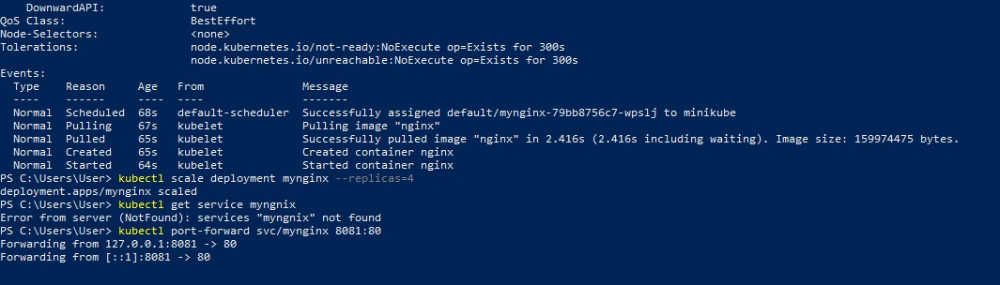 DownwardAPI:             true
QoS Class:                   BestEffort
Node-Selectors:              <none>
Tolerations:                 node.kubernetes.io/not-ready:NoExecute op=Exists for 300s
                             node.kubernetes.io/unreachable:NoExecute op=Exists for 300s
Events:
  Type    Reason     Age   From               Message
  ----    ------     ----  ----               -------
  Normal  Scheduled  68s   default-scheduler  Successfully assigned default/mynginx-79bb8756c7-wpslj to minikube
  Normal  Pulling    67s   kubelet            Pulling image "nginx"
  Normal  Pulled     65s   kubelet            Successfully pulled image "nginx" in 2.416s (2.416s including waiting). Image size: 159974475 bytes.
  Normal  Created    65s   kubelet            Created container nginx
  Normal  Started    64s   kubelet            Started container nginx
PS C:\Users\User> kubectl scale deployment mynginx --replicas=4
deployment.apps/mynginx scaled
PS C:\Users\User> kubectl get service myngnix
Error from server (NotFound): services "myngnix" not found
PS C:\Users\User> kubectl port-forward svc/mynginx 8081:80
Forwarding from 127.0.0.1:8081 -> 80
Forwarding from [::1]:8081 -> 80